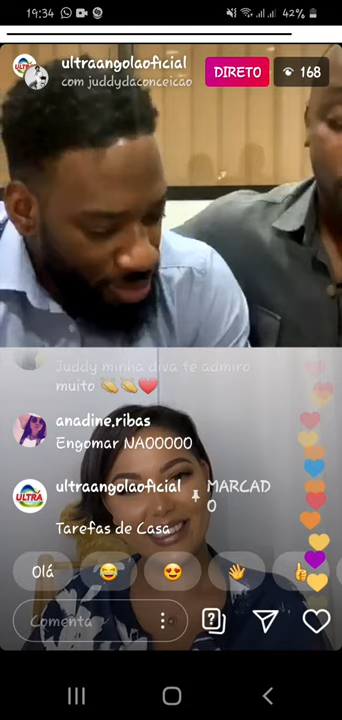 19:34 42%
ultraangolaoficial
com juddydaconceicao
DIRETO 168
Juddy minha diva te admiro
muito 👏👏❤️
anadine.ribas
Engomar NA00000
ultraangolaoficial MARCAD
O
ULTRA
Tarefas de Casa
Olá 😂 😍 👋 👍
Comenta